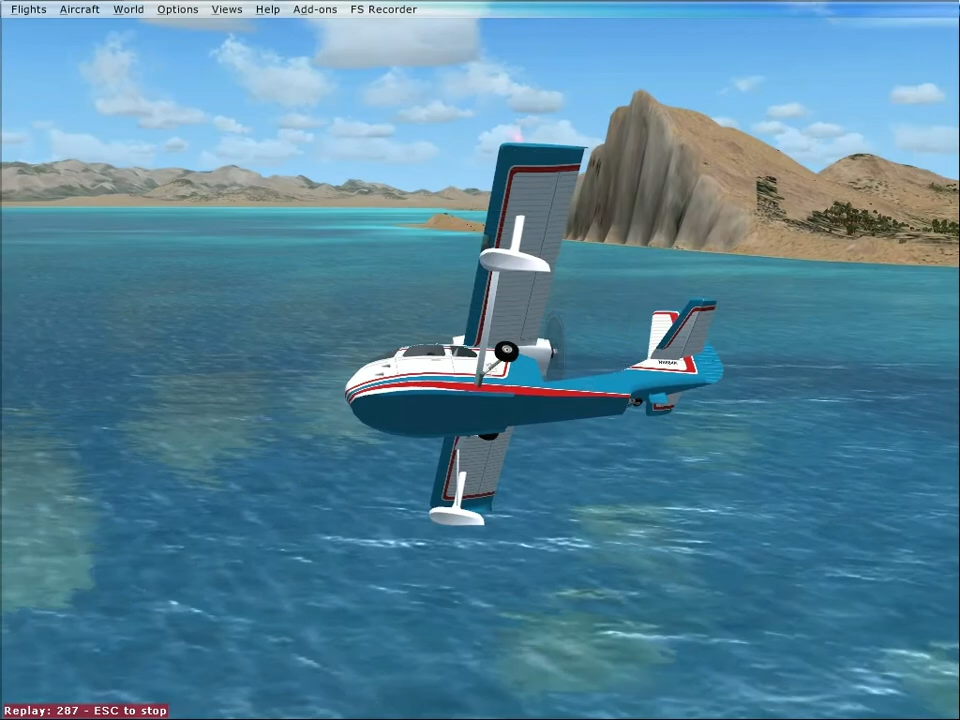 Flights Aircraft World Options Views Help Add-ons FS Recorder
Replay: 287 - ESC to stop